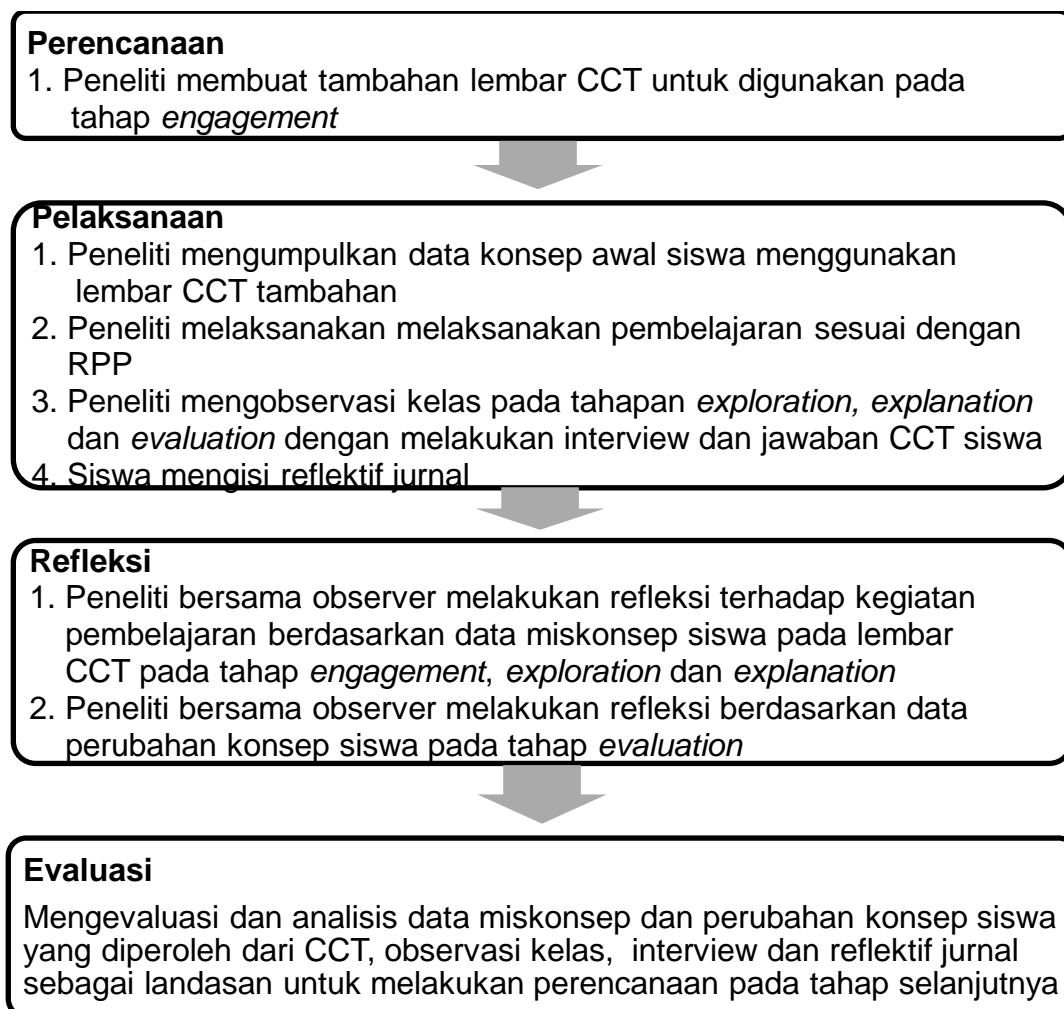 Perencanaan
1. Peneliti membuat tambahan lembar CCT untuk digunakan pada
tahap engagement
Pelaksanaan
1. Peneliti mengumpulkan data konsep awal siswa menggunakan
lembar CCT tambahan
2. Peneliti melaksanakan melaksanakan pembelajaran sesuai dengan
RPP
3. Peneliti mengobservasi kelas pada tahapan exploration, explanation
dan evaluation dengan melakukan interview dan jawaban CCT siswa
4. Siswa mengisi reflektif jurnal
Refleksi
1. Peneliti bersama observer melakukan refleksi terhadap kegiatan
pembelajaran berdasarkan data miskonsep siswa pada lembar
CCT pada tahap engagement, exploration dan explanation
2. Peneliti bersama observer melakukan refleksi berdasarkan data
perubahan konsep siswa pada tahap evaluation
Evaluasi
Mengevaluasi dan analisis data miskonsep dan perubahan konsep siswa
yang diperoleh dari CCT, observasi kelas, interview dan reflektif jurnal
sebagai landasan untuk melakukan perencanaan pada tahap selanjutnya